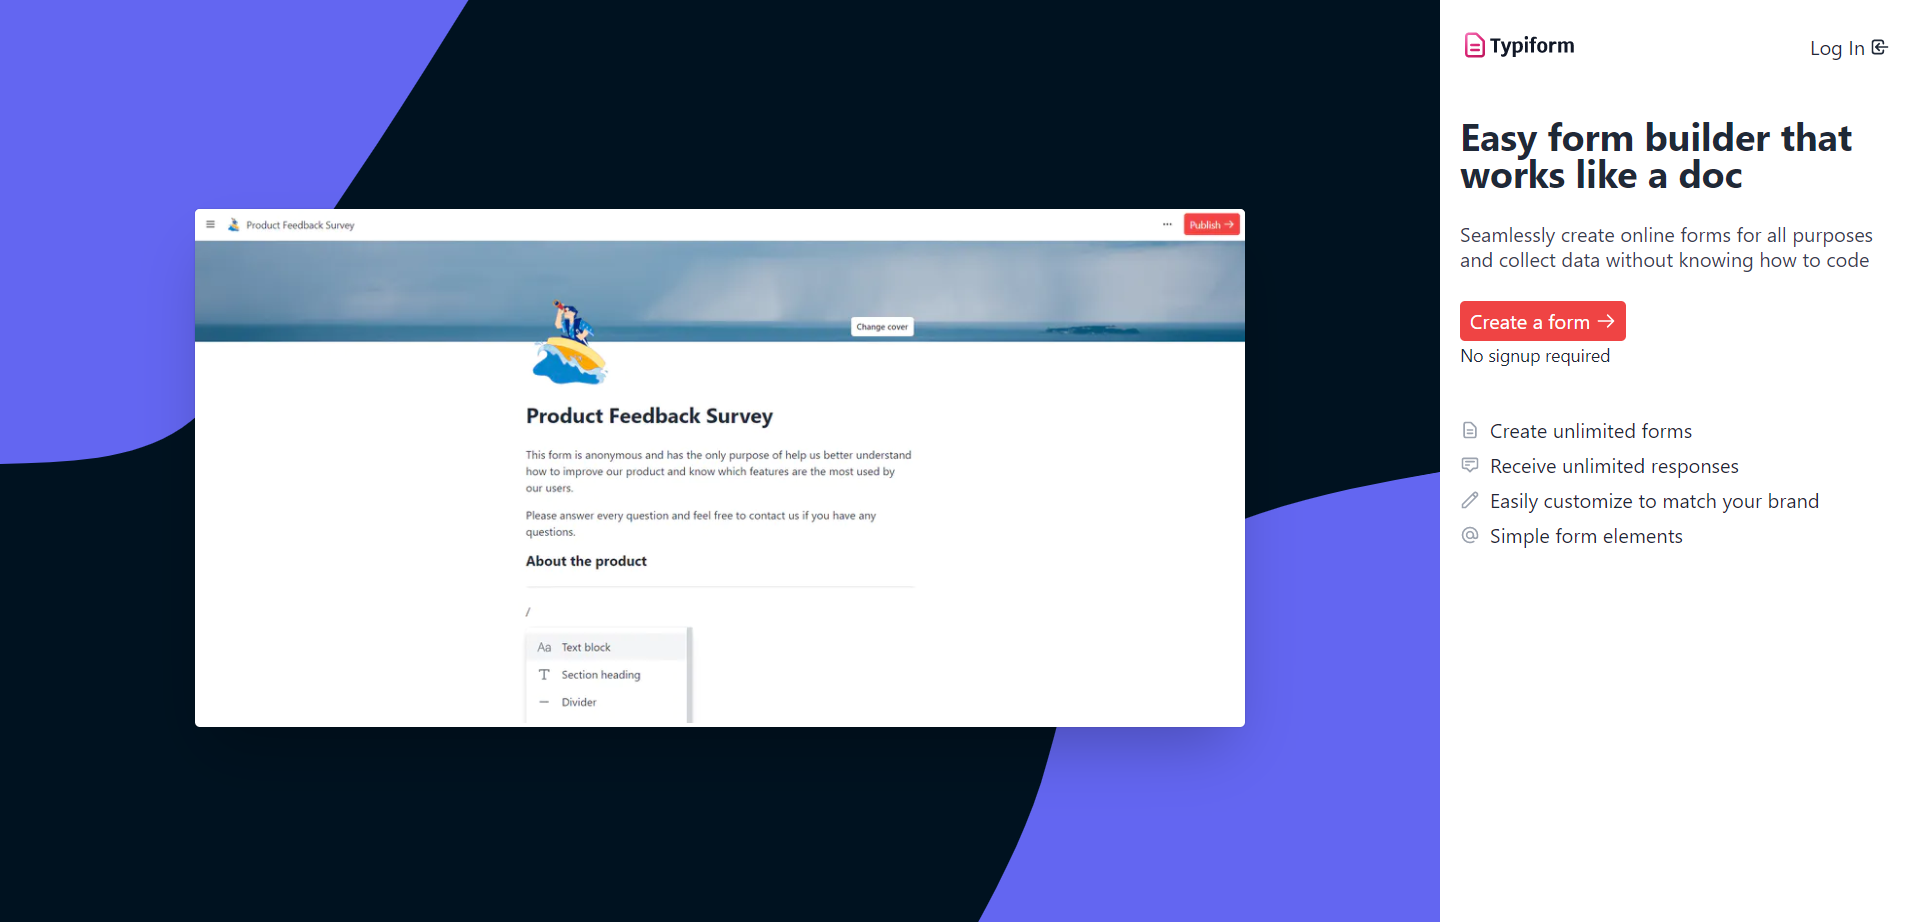 Product Feedback Survey
Publish →
Change cover
Product Feedback Survey
This form is anonymous and has the only purpose of help us better understand
how to improve our product and know which features are the most used by
our users.
Please answer every question and feel free to contact us if you have any
questions.
About the product
/
Aa Text block
T Section heading
Divider
Typiform
Log In
Easy form builder that
works like a doc
Seamlessly create online forms for all purposes
and collect data without knowing how to code
Create a form →
No signup required
Create unlimited forms
Receive unlimited responses
Easily customize to match your brand
Simple form elements